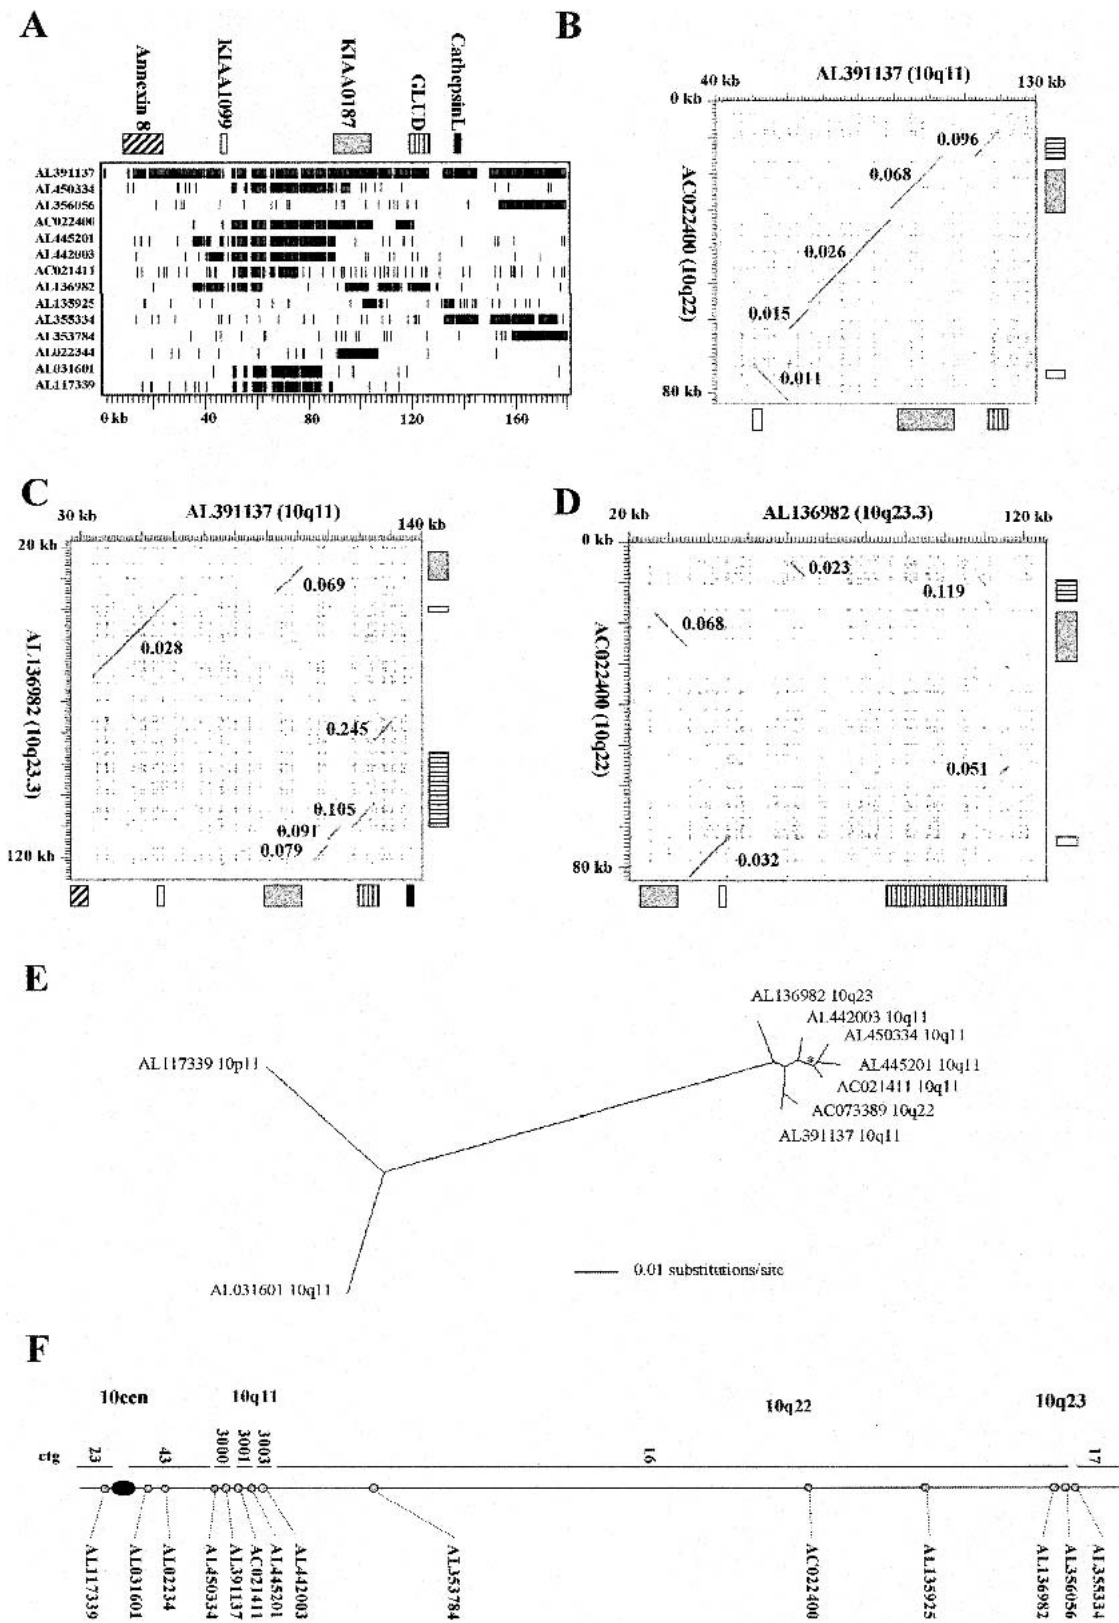 A
Annexin 8
KIAA1099
KIAA0187
GLUD
CathepsinL
AL391137
AL450334
AL356056
AC022400
AL445201
AL442003
AC021411
AL136982
AL135925
AL355334
AL353784
AL022344
AL031601
AL117339
0 kb
40
80
120
160
B
AL391137 (10q11)
40 kb
130 kb
0 kb
AC022400 (10q22)
80 kb
0.096
0.068
0.026
0.015
0.011
C
AL391137 (10q11)
30 kb
140 kb
20 kb
AL136982 (10q23.3)
120 kb
0.069
0.028
0.245
0.105
0.091
0.079
D
AL136982 (10q23.3)
20 kb
120 kb
0 kb
AC022400 (10q22)
80 kb
0.023
0.119
0.068
0.051
0.032
E
AL136982 10q23
AL442003 10q11
AL450334 10q11
AL445201 10q11
AC021411 10q11
AC073389 10q22
AL391137 10q11
AL117339 10p11
AL031601 10q11
*
0.01 substitutions/site
F
10cen
10q11
10q22
10q23
ctg
23
43
3000
3001
3003
16
17
AL117339
AL031601
AL02234
AL450334
AL391137
AC021411
AL445201
AL442003
AL353784
AC022400
AL135925
AL136982
AL356056
AL355334